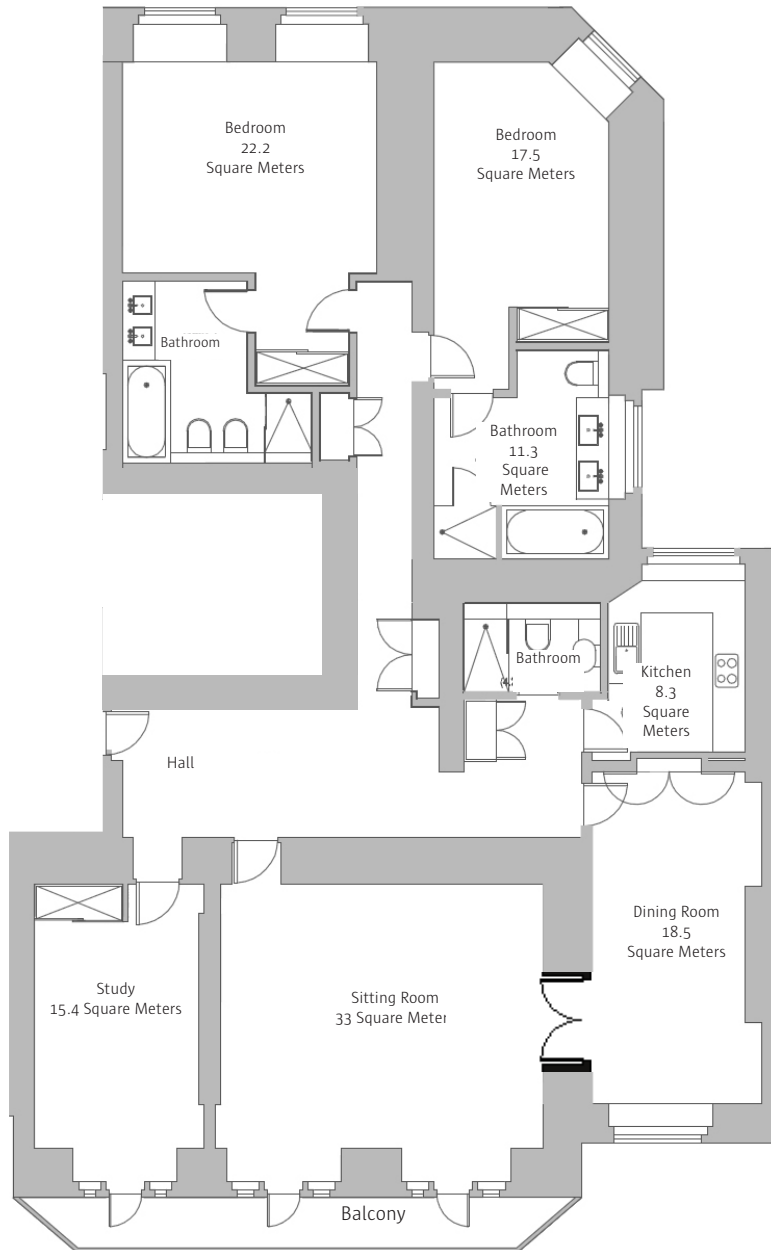 Bedroom
22.2
Square Meters
Bedroom
17.5
Square Meters
Bathroom
Bathroom
11.3
Square
Meters
Bathroom
Kitchen
8.3
Square
Meters
Hall
Dining Room
18.5
Square Meters
Study
15.4 Square Meters
Sitting Room
33 Square Meter
Balcony